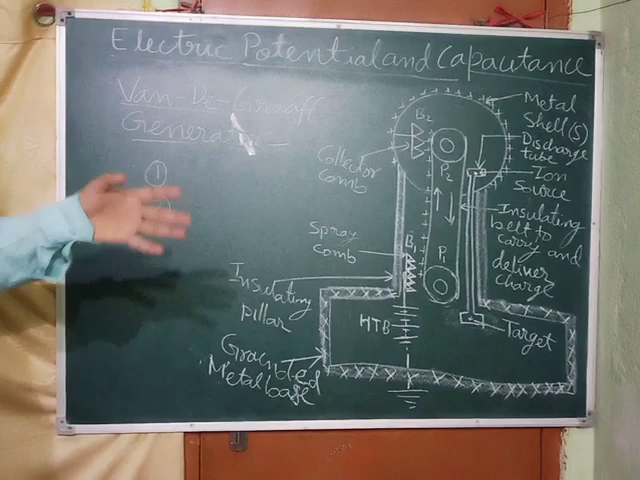 Electric Potential and Capacitance
Van-De-Graaff
Generator
①
Collector
comb
Spray
comb
Insulating
pillar
Grounded
Metal base
B2
P2
B1
P1
HTB
Metal
Shell(S)
Discharge
tube
Ion
Source
Insulating
belt to
carry and
deliver
charge
Target